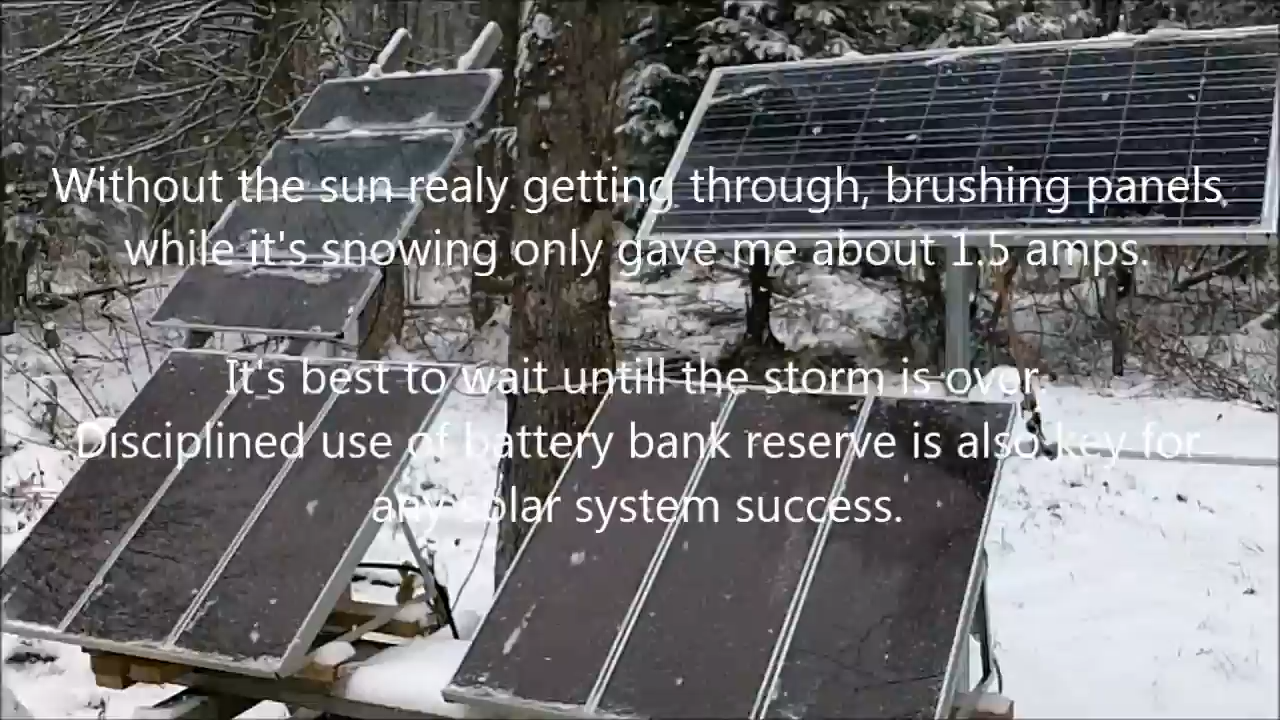 Without the sun realy getting through, brushing panels
while it's snowing only gave me about 1.5 amps.
It's best to wait untill the storm is over.
Disciplined use of battery bank reserve is also key for
any solar system success.